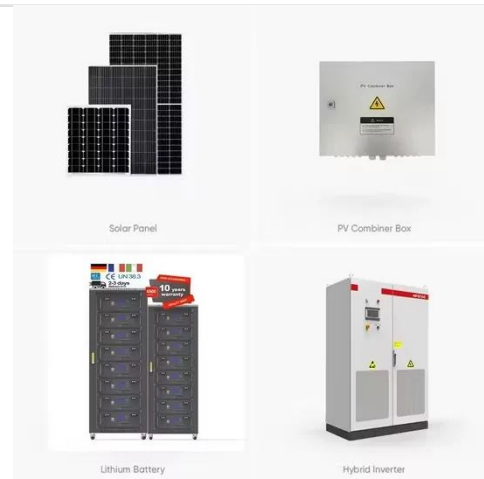 PV Combiner Box
Solar Panel
PV Combiner Box
CE UN38.3
2-3 days
10 years
warranty
Lithium Battery
Hybrid Inverter